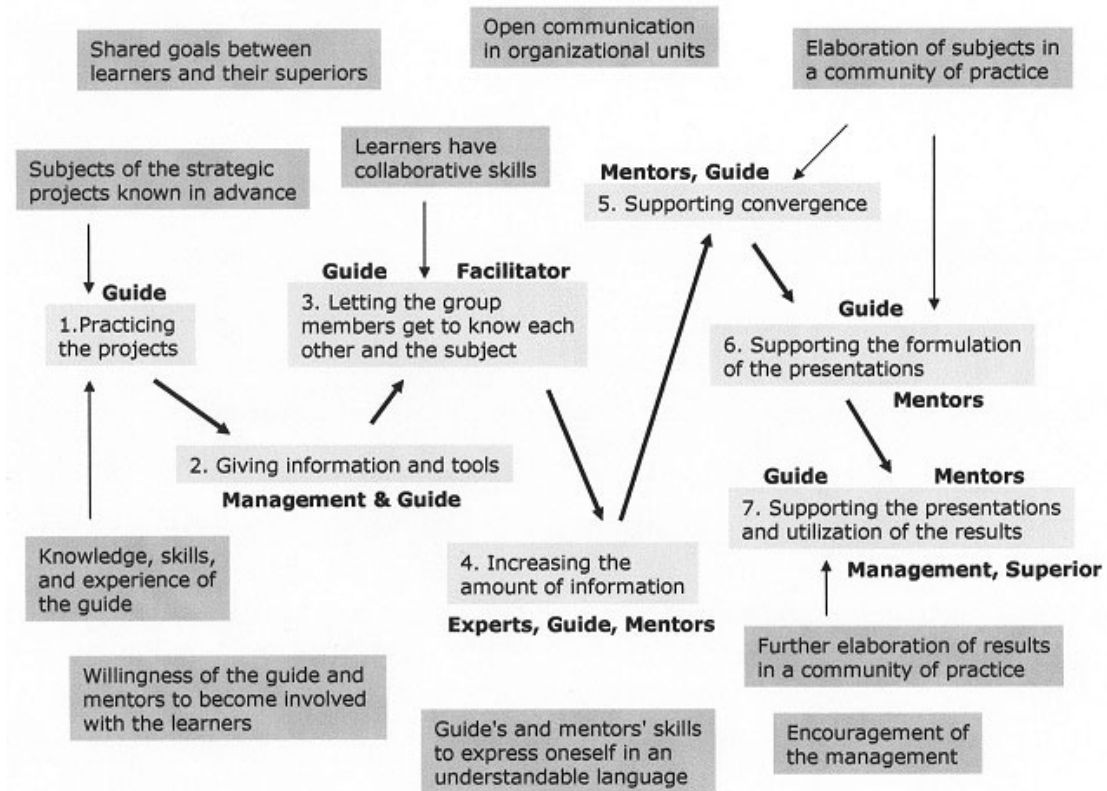 Shared goals between
learners and their superiors
Open communication
in organizational units
Elaboration of subjects in
a community of practice
Subjects of the strategic
projects known in advance
Learners have
collaborative skills
Mentors, Guide
5. Supporting convergence
Guide
1.Practicing
the projects
Guide Facilitator
3. Letting the group
members get to know each
other and the subject
Guide
6. Supporting the formulation
of the presentations
Mentors
2. Giving information and tools
Management & Guide
Guide Mentors
7. Supporting the presentations
and utilization of the results
Management, Superior
Knowledge, skills,
and experience of
the guide
4. Increasing the
amount of information
Experts, Guide, Mentors
Further elaboration of results
in a community of practice
Willingness of the guide and
mentors to become involved
with the learners
Guide's and mentors' skills
to express oneself in an
understandable language
Encouragement of
the management